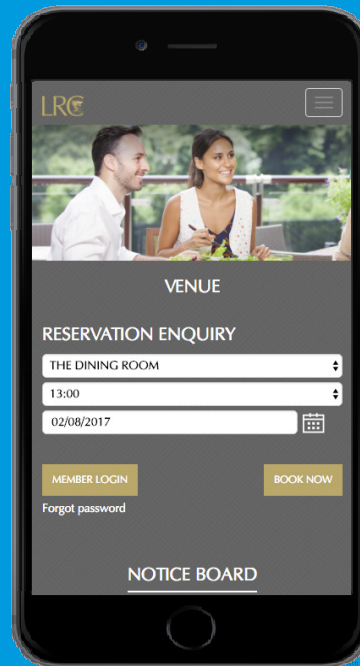 LRC
VENUE
RESERVATION ENQUIRY
THE DINING ROOM
13:00
02/08/2017
MEMBER LOGIN
BOOK NOW
Forgot password
NOTICE BOARD